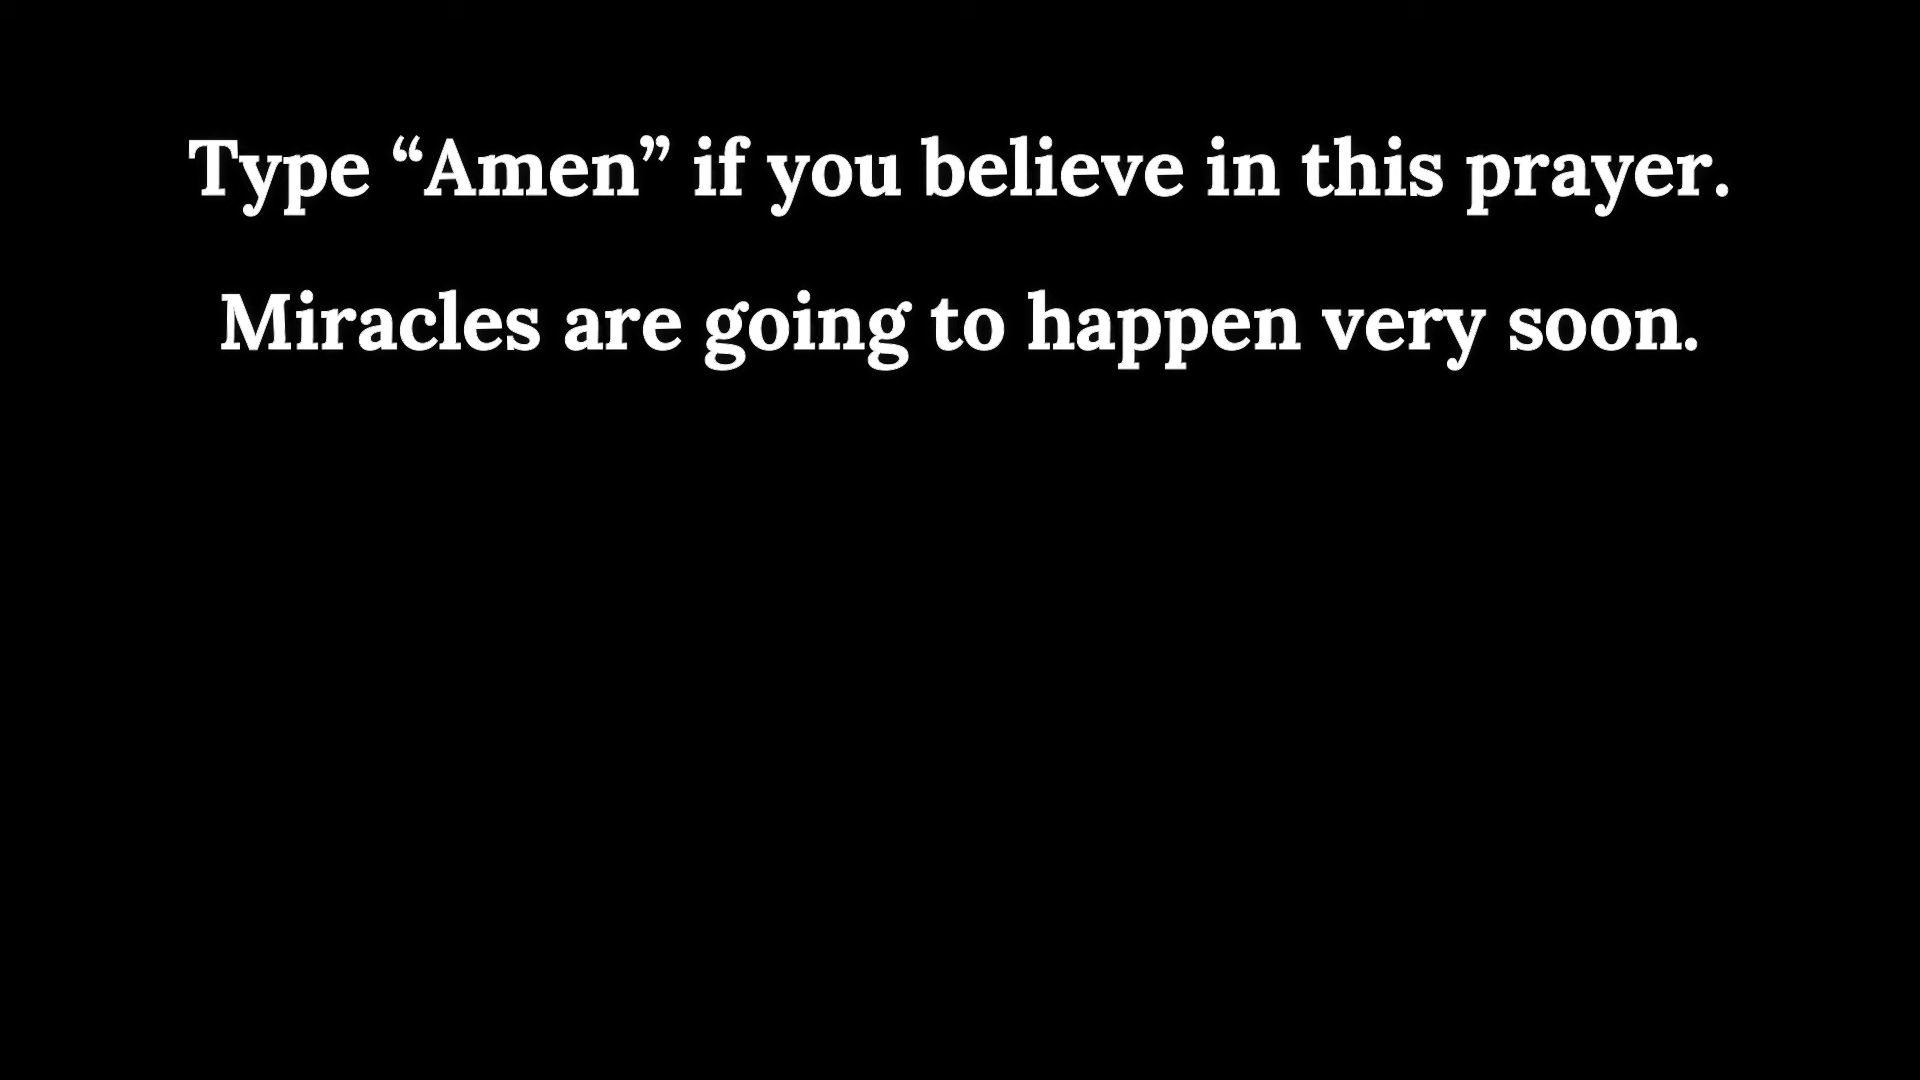 Type “Amen” if you believe in this prayer.
Miracles are going to happen very soon.